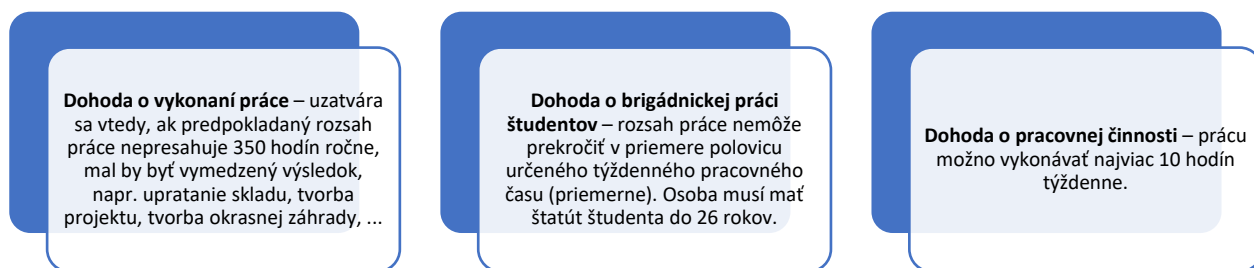 Dohoda o vykonaní práce – uzatvára
sa vtedy, ak predpokladaný rozsah
práce nepresahuje 350 hodín ročne,
mal by byť vymedzený výsledok,
napr. upratanie skladu, tvorba
projektu, tvorba okrasnej záhrady, ...
Dohoda o brigádnickej práci
študentov – rozsah práce nemôže
prekročiť v priemere polovicu
určeného týždenného pracovného
času (priemerne). Osoba musí mať
štatút študenta do 26 rokov.
Dohoda o pracovnej činnosti – prácu
možno vykonávať najviac 10 hodín
týždenne.